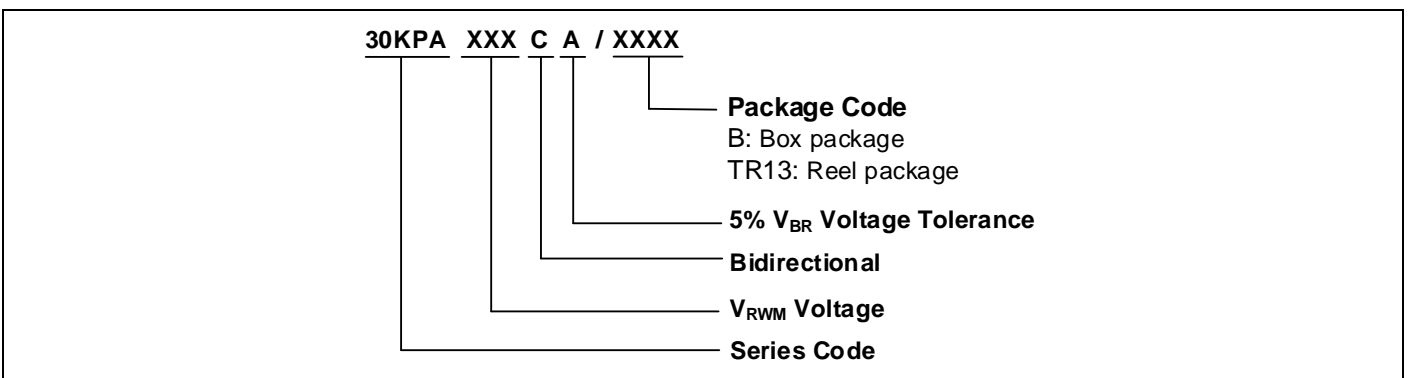 30KPA XXX C A / XXXX
Package Code
B: Box package
TR13: Reel package
5% VBR Voltage Tolerance
Bidirectional
VRWM Voltage
Series Code